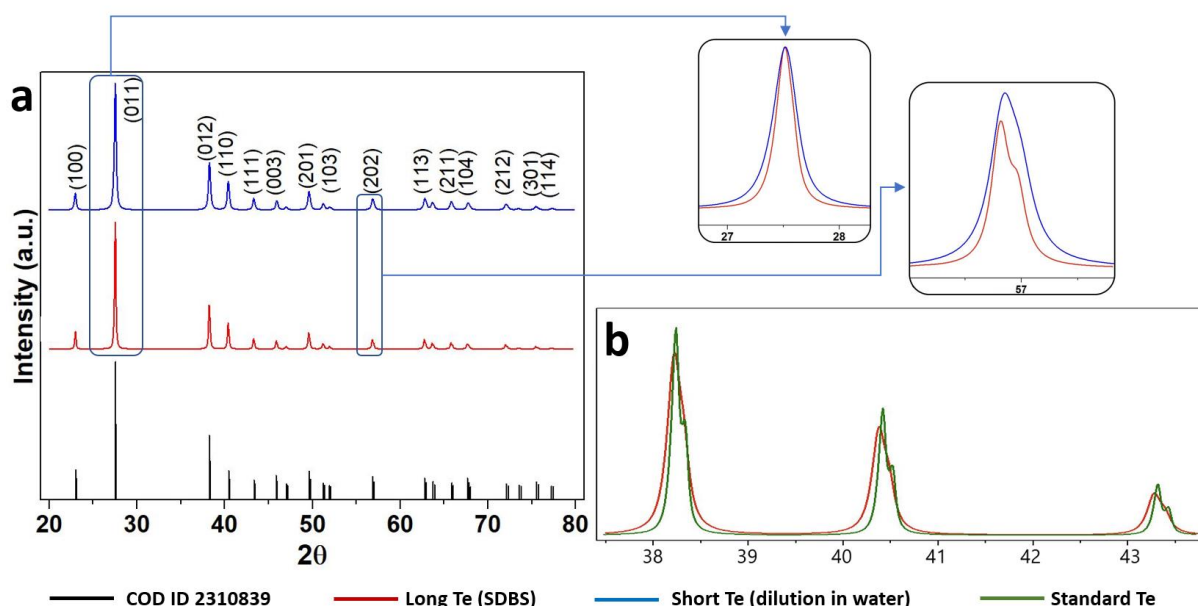 a
Intensity (a.u.)
(100)
(011)
(012)
(110)
(111)
(003)
(201)
(103)
(202)
(113)
(211)
(104)
(212)
(301)
(114)
20 30 40 50 60 70 80
2θ
27 28
57
b
38 39 40 41 42 43
COD ID 2310839 Long Te (SDBS) Short Te (dilution in water) Standard Te